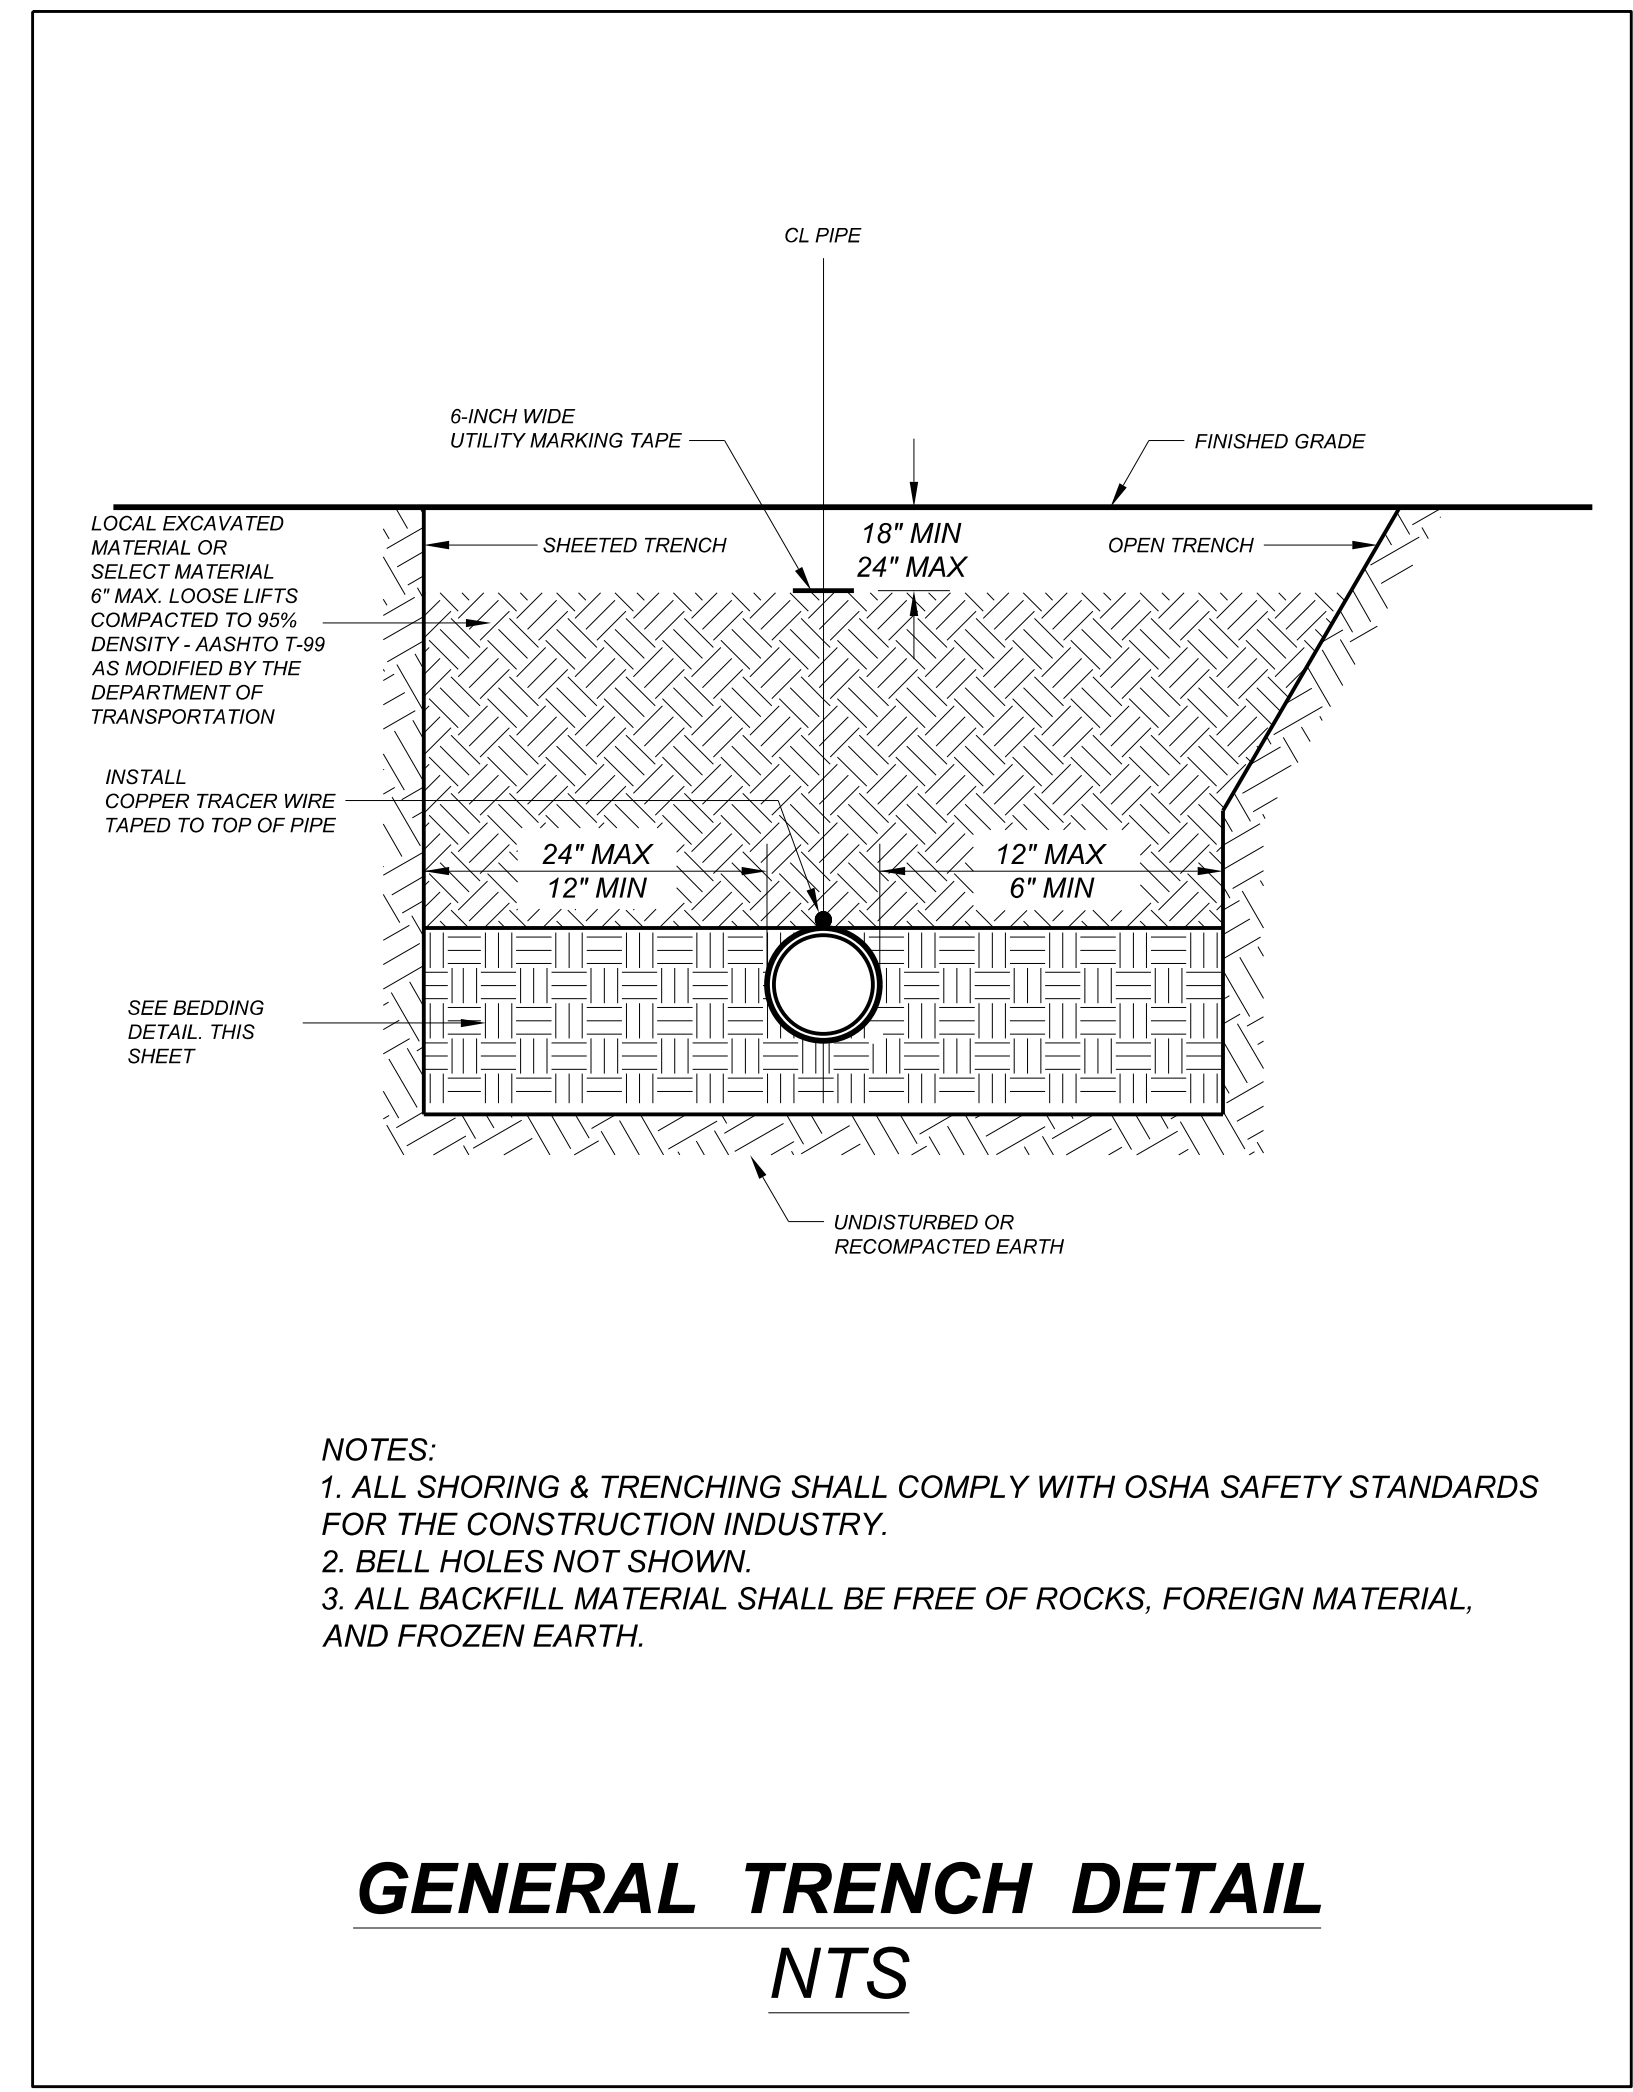 CL PIPE
6-INCH WIDE
UTILITY MARKING TAPE
FINISHED GRADE
LOCAL EXCAVATED
MATERIAL OR
SELECT MATERIAL
6" MAX. LOOSE LIFTS
COMPACTED TO 95%
DENSITY - AASHTO T-99
AS MODIFIED BY THE
DEPARTMENT OF
TRANSPORTATION
SHEETED TRENCH
18" MIN
24" MAX
OPEN TRENCH
INSTALL
COPPER TRACER WIRE
TAPED TO TOP OF PIPE
24" MAX
12" MIN
12" MAX
6" MIN
SEE BEDDING
DETAIL. THIS
SHEET
UNDISTURBED OR
RECOMPACTED EARTH
NOTES:
1. ALL SHORING & TRENCHING SHALL COMPLY WITH OSHA SAFETY STANDARDS
FOR THE CONSTRUCTION INDUSTRY.
2. BELL HOLES NOT SHOWN.
3. ALL BACKFILL MATERIAL SHALL BE FREE OF ROCKS, FOREIGN MATERIAL,
AND FROZEN EARTH.
GENERAL TRENCH DETAIL
NTS